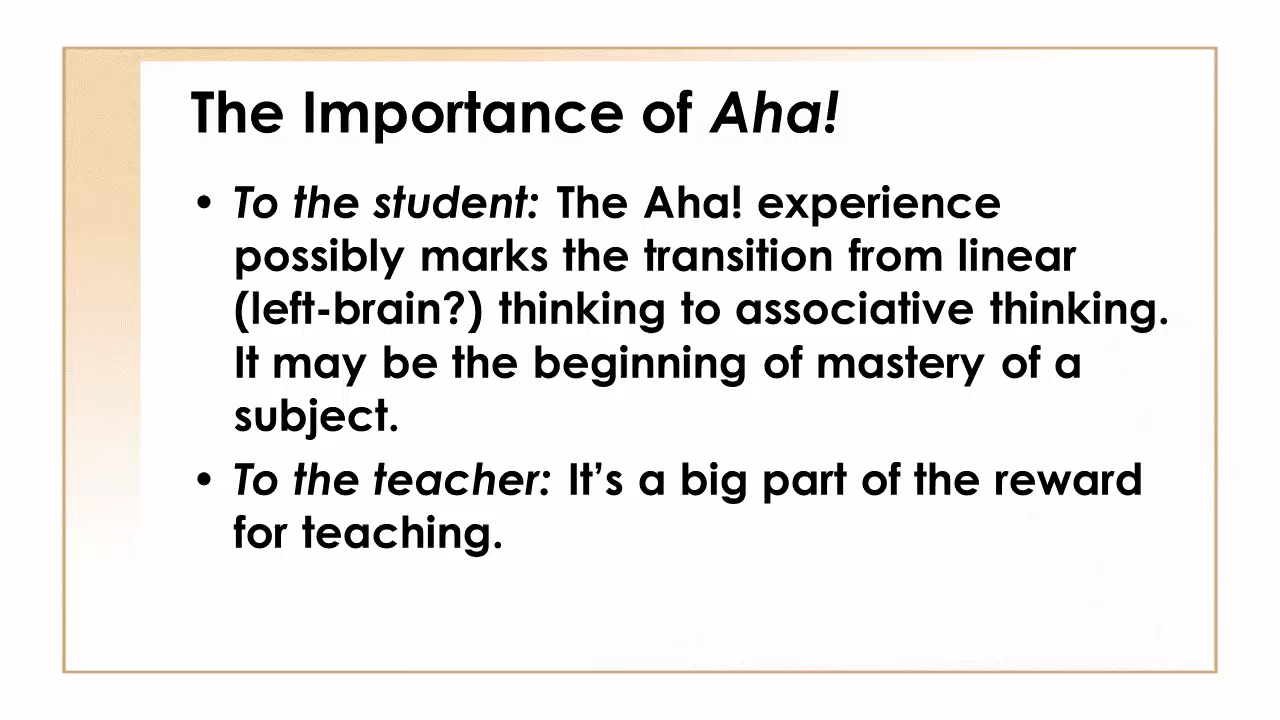 The Importance of Aha!
• To the student: The Aha! experience
possibly marks the transition from linear
(left-brain?) thinking to associative thinking.
It may be the beginning of mastery of a
subject.
• To the teacher: It’s a big part of the reward
for teaching.